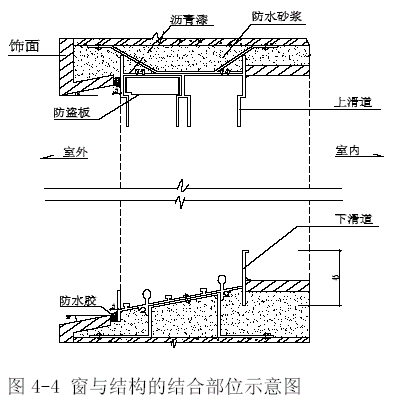 沥青漆
防水砂浆
饰面
防盗板
上滑道
室外
室内
下滑道
防水胶
图 4-4 窗与结构的结合部位示意图